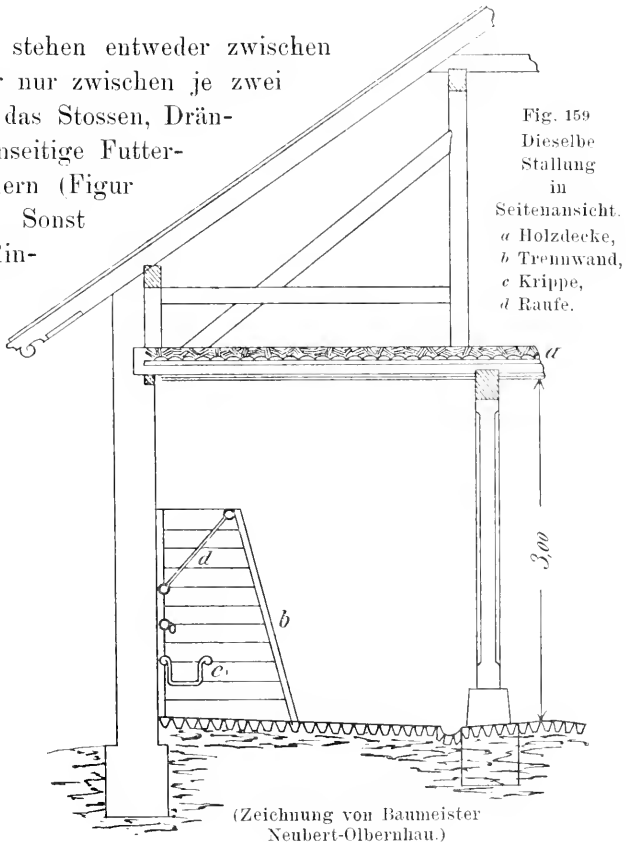 stehen entweder zwischen
nur zwischen je zwei
das Stossen, Drän-
nseitige Futter-
ern (Figur
Sonst
Fin-
Fig. 159
Dieselbe
Stallung
in
Seitenansicht.
a Holzdecke,
b Trennwand,
c Krippe,
d Raufe.
a
d
b
c
3,00
(Zeichnung von Baumeister
Neubert-Olbernhau.)